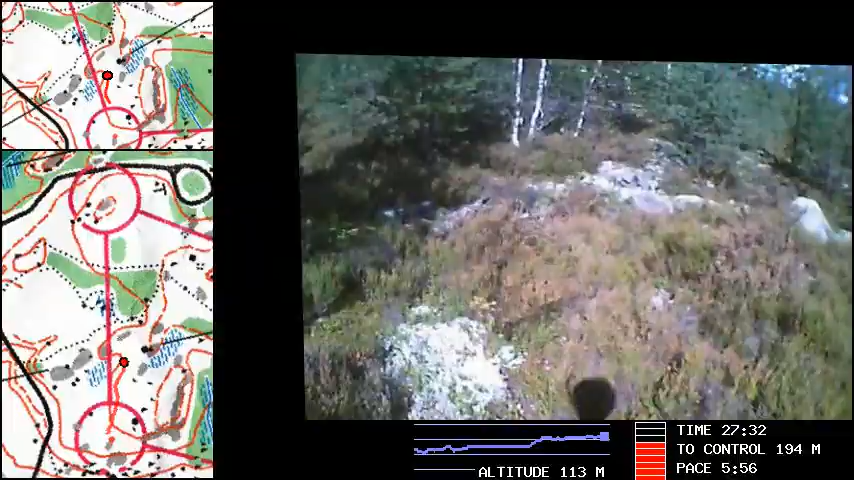 TIME 27:32
TO CONTROL 194 M
PACE 5:56
ALTITUDE 113 M